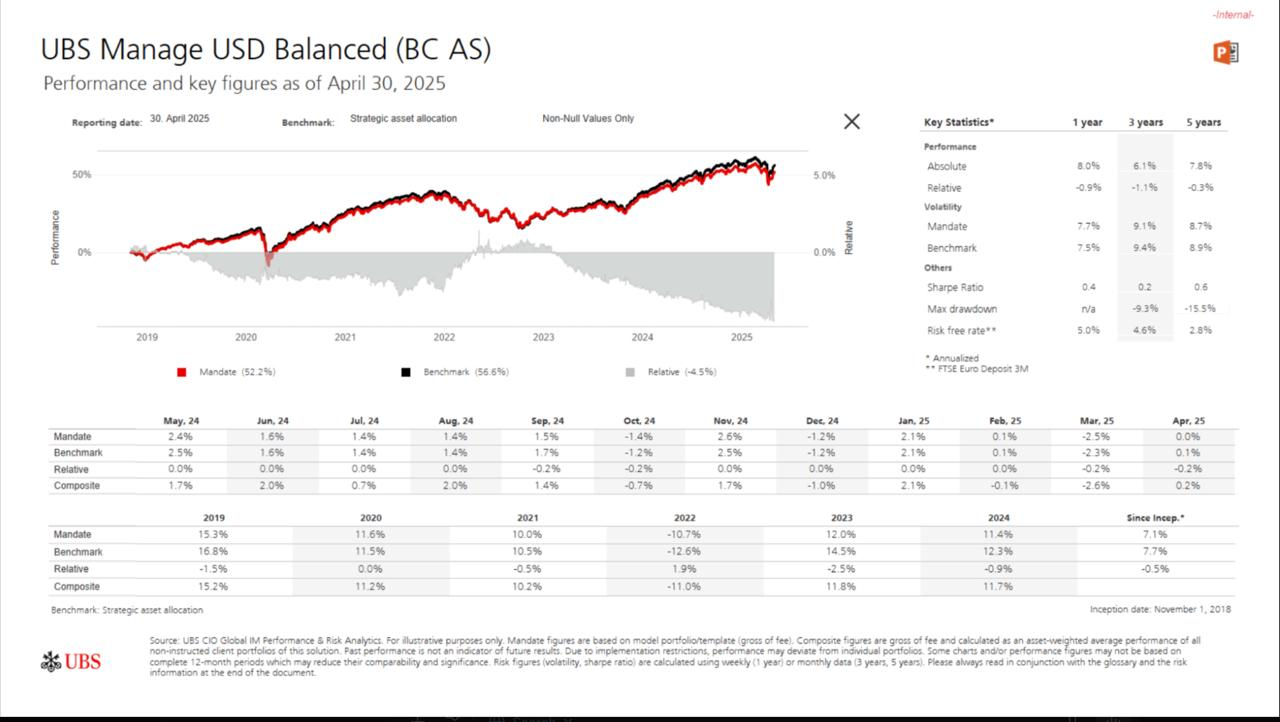 -Internal-
UBS Manage USD Balanced (BC AS)
Performance and key figures as of April 30, 2025
Reporting date: 30. April 2025 Benchmark: Strategic asset allocation Non-Null Values Only
50%
0%
Performance
5.0%
0.0%
Relative
2019 2020 2021 2022 2023 2024 2025
Mandate (52.2%) Benchmark (56.6%) Relative (-4.5%)
Key Statistics* 1 year 3 years 5 years
Performance
Absolute 8.0% 6.1% 7.8%
Relative -0.9% -1.1% -0.3%
Volatility
Mandate 7.7% 9.1% 8.7%
Benchmark 7.5% 9.4% 8.9%
Others
Sharpe Ratio 0.4 0.2 0.6
Max drawdown n/a -9.3% -15.5%
Risk free rate** 5.0% 4.6% 2.8%
* Annualized
** FTSE Euro Deposit 3M
May, 24 Jun, 24 Jul, 24 Aug, 24 Sep, 24 Oct, 24 Nov, 24 Dec, 24 Jan, 25 Feb, 25 Mar, 25 Apr, 25
Mandate 2.4% 1.6% 1.4% 1.4% 1.5% -1.4% 2.6% -1.2% 2.1% 0.1% -2.5% 0.0%
Benchmark 2.5% 1.6% 1.4% 1.4% 1.7% -1.2% 2.5% -1.2% 2.1% 0.1% -2.3% 0.1%
Relative 0.0% 0.0% 0.0% 0.0% -0.2% -0.2% 0.0% 0.0% 0.0% 0.0% -0.2% -0.2%
Composite 1.7% 2.0% 0.7% 2.0% 1.4% -0.7% 1.7% -1.0% 2.1% -0.1% -2.6% 0.2%
2019 2020 2021 2022 2023 2024 Since Incep.*
Mandate 15.3% 11.6% 10.0% -10.7% 12.0% 11.4% 7.1%
Benchmark 16.8% 11.5% 10.5% -12.6% 14.5% 12.3% 7.7%
Relative -1.5% 0.0% -0.5% 1.9% -2.5% -0.9% -0.5%
Composite 15.2% 11.2% 10.2% -11.0% 11.8% 11.7%
Benchmark: Strategic asset allocation Inception date: November 1, 2018
UBS
Source: UBS CIO Global IM Performance & Risk Analytics. For illustrative purposes only. Mandate figures are based on model portfolio/template (gross of fee). Composite figures are gross of fee and calculated as an asset-weighted average performance of all
non-instructed client portfolios of this solution. Past performance is not an indicator of future results. Due to implementation restrictions, performance may deviate from individual portfolios. Some charts and/or performance figures may not be based on
complete 12-month periods which may reduce their comparability and significance. Risk figures (volatility, sharpe ratio) are calculated using weekly (1 year) or monthly data (3 years, 5 years). Please always read in conjunction with the glossary and the risk
information at the end of the document.